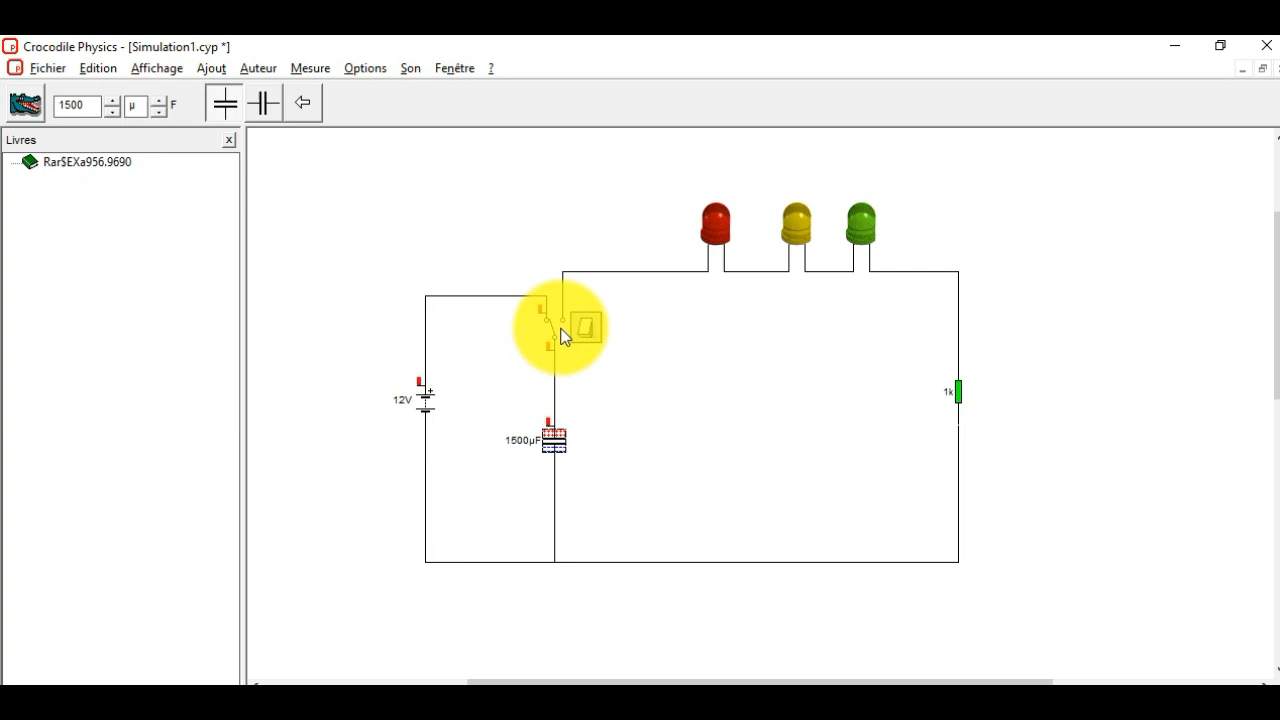 Crocodile Physics - [Simulation1.cyp *]
Fichier Edition Affichage Ajout Auteur Mesure Options Son Fenêtre ?
1500 µ F
Livres
Rar$EXa956.9690
12V
1k
1500µF